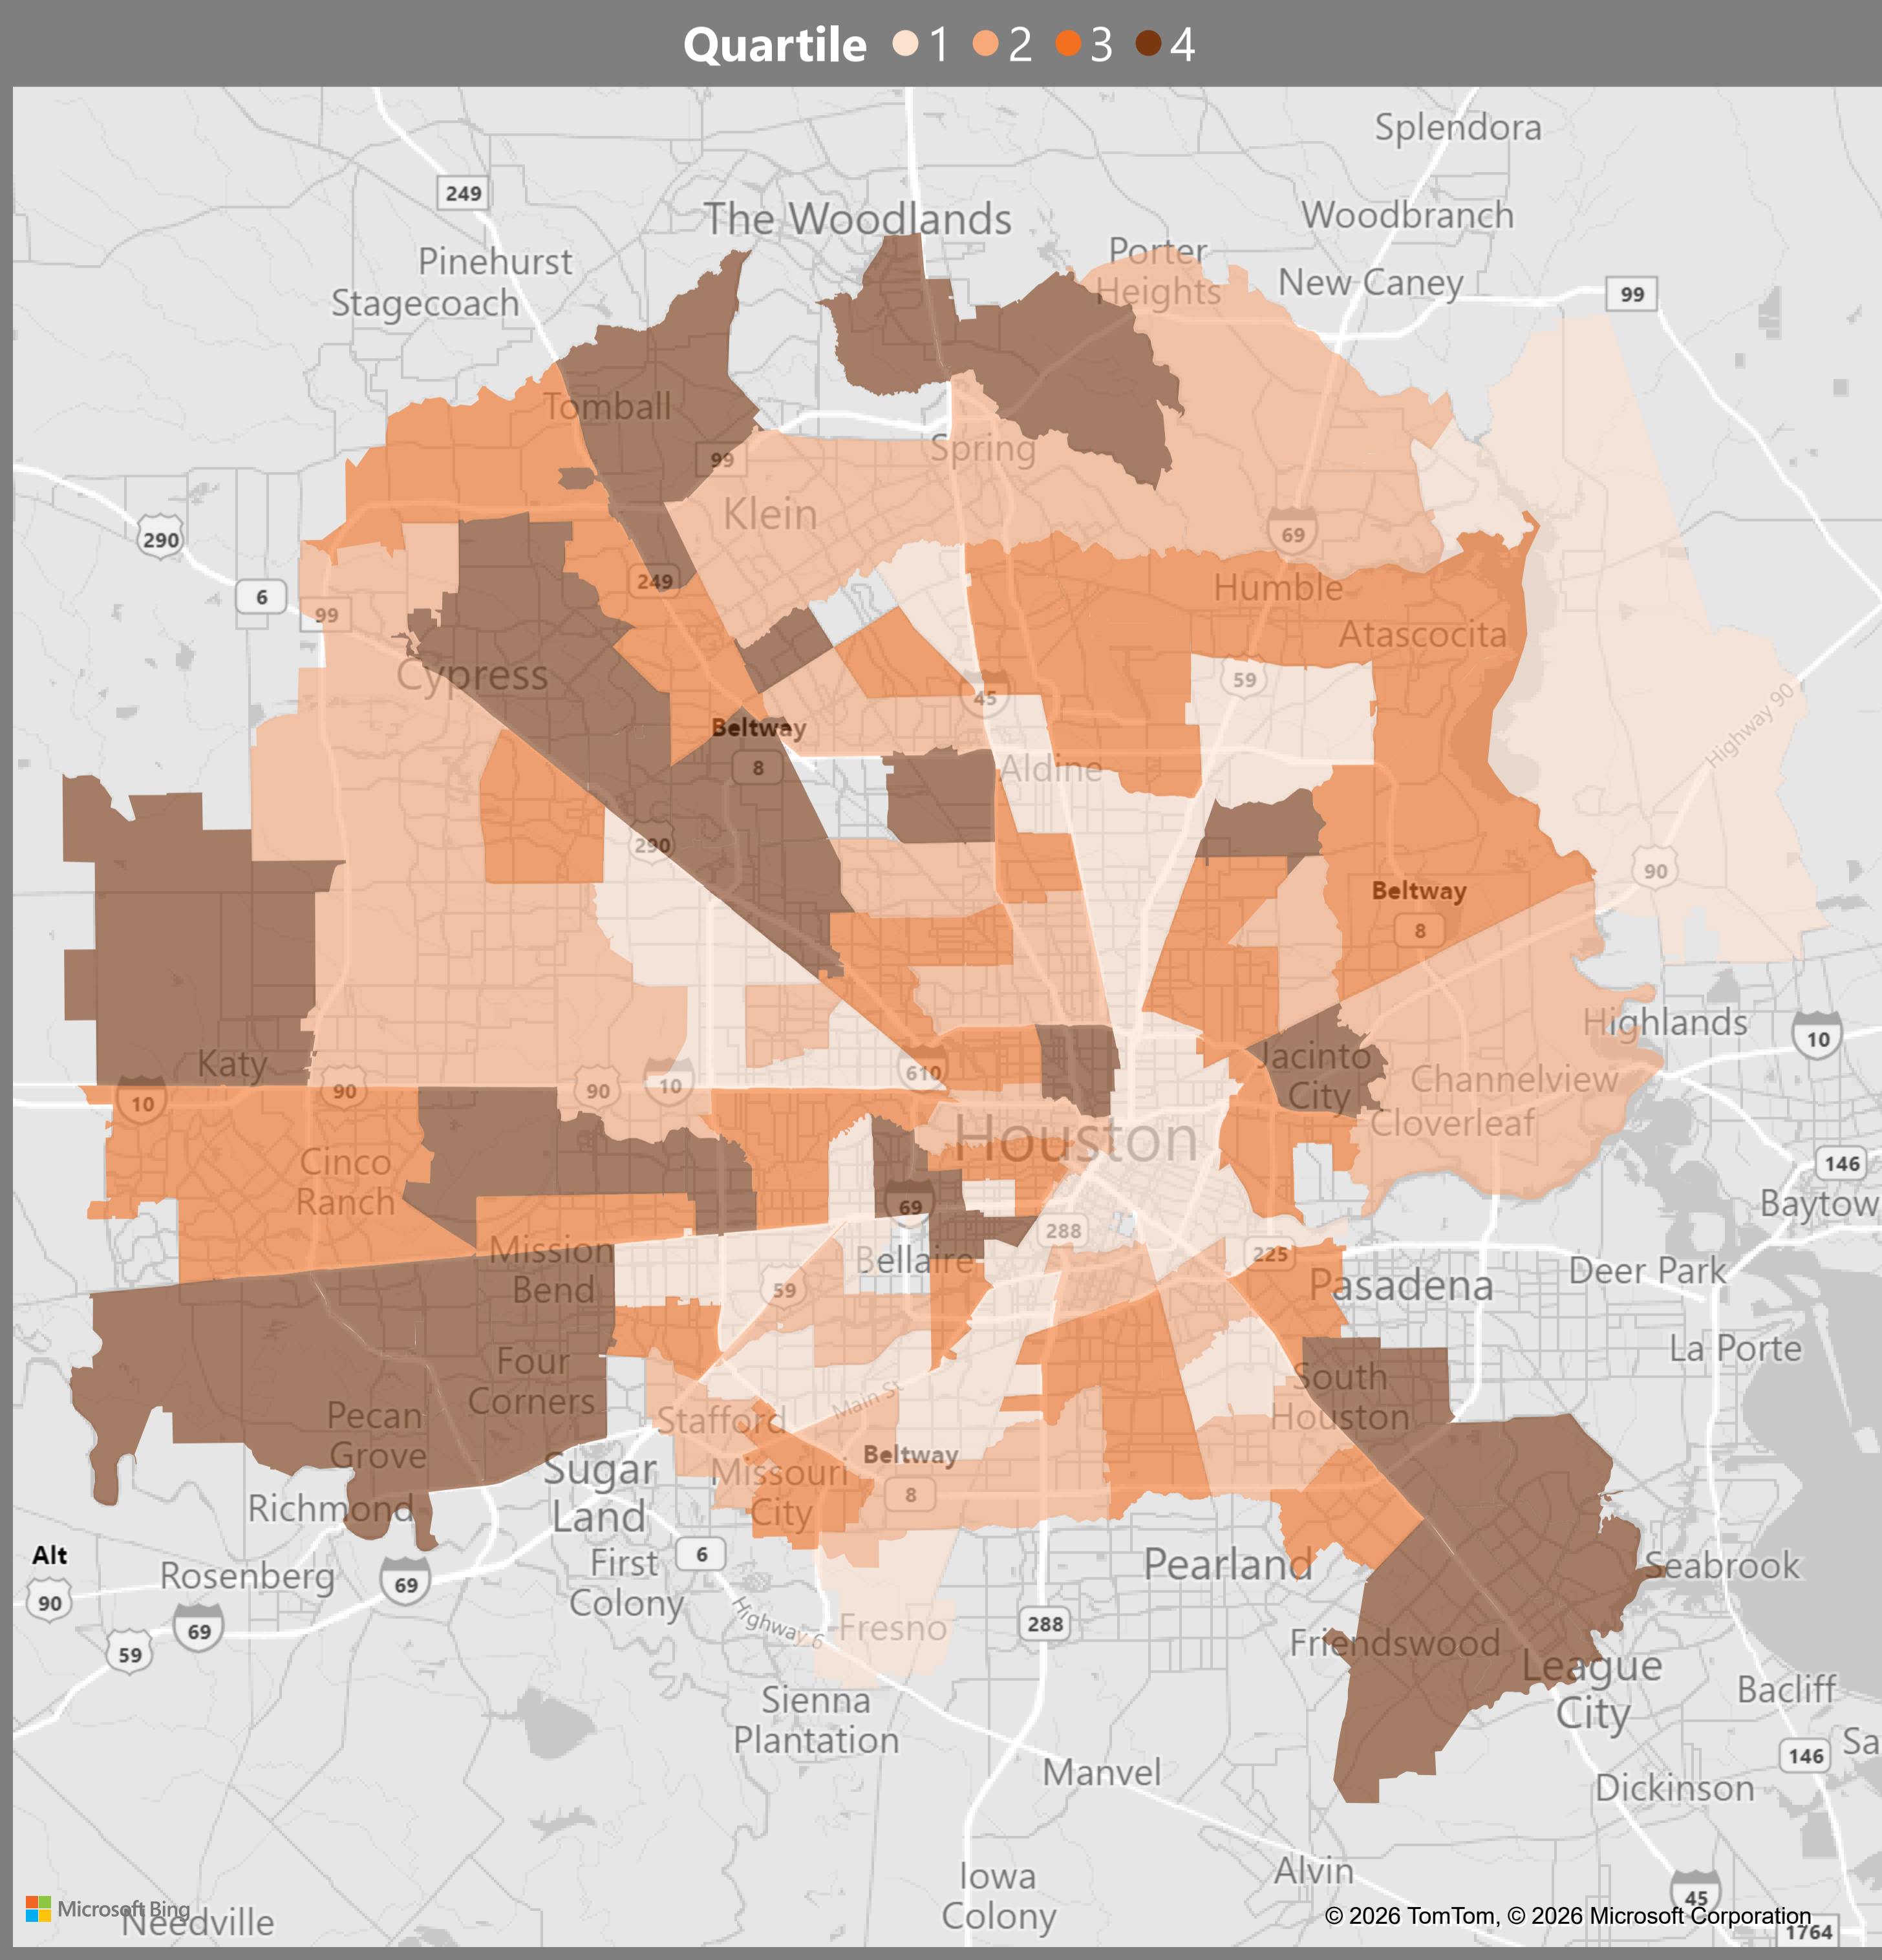 Quartile 1 2 3 4
Splendora
249
The Woodlands
Woodbranch
Porter
Heights
Pinehurst
New Caney
Stagecoach
99
Tomball
Spring
99
Klein
290
69
249
Humble
6
99
Atascocita
Cypress
59
45
Highway 90
Beltway
8
Aldine
290
90
Beltway
8
Highlands
10
Katy
Jacinto
City
610
90
90
10
Channelview
10
Cloverleaf
Houston
Cinco
Ranch
146
69
Baytow
288
Mission
Bend
Bellaire
225
Pasadena
Deer Park
59
Four
Corners
La Porte
South
Houston
Main St
Pecan
Grove
Stafford
Beltway
8
Missouri
City
Sugar
Land
Richmond
Alt
90
Rosenberg
69
First
Colony
6
Pearland
Seabrook
69
59
Highway 6
Fresno
288
Friendswood
League
City
Bacliff
Sienna
Plantation
146
Sa
Manvel
Dickinson
Iowa
Colony
Alvin
45
Microsoft Bing
Needville
© 2026 TomTom, © 2026 Microsoft Corporation
1764